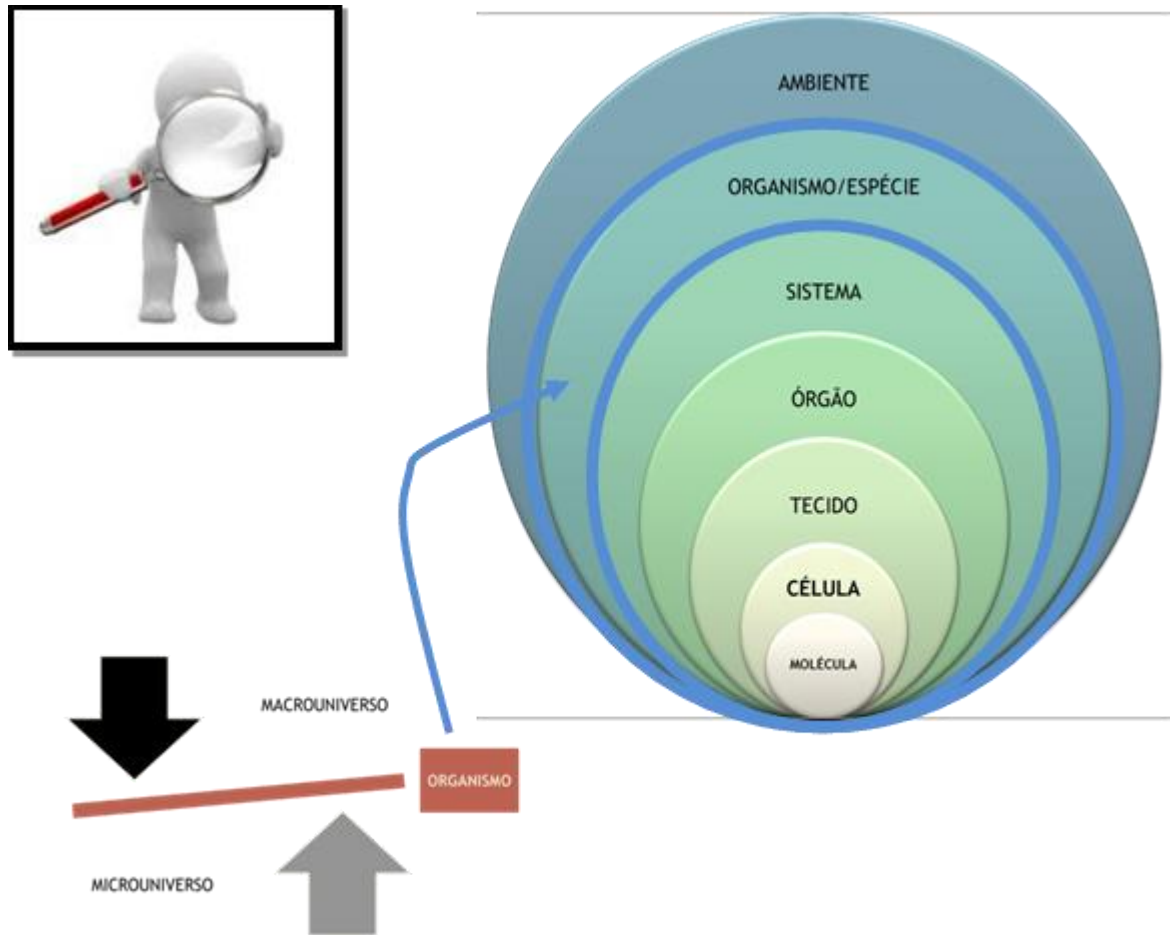 AMBIENTE
ORGANISMO/ESPÉCIE
SISTEMA
ÓRGÃO
TECIDO
CÉLULA
MOLÉCULA
MACROUNIVERSO
ORGANISMO
MICROUNIVERSO